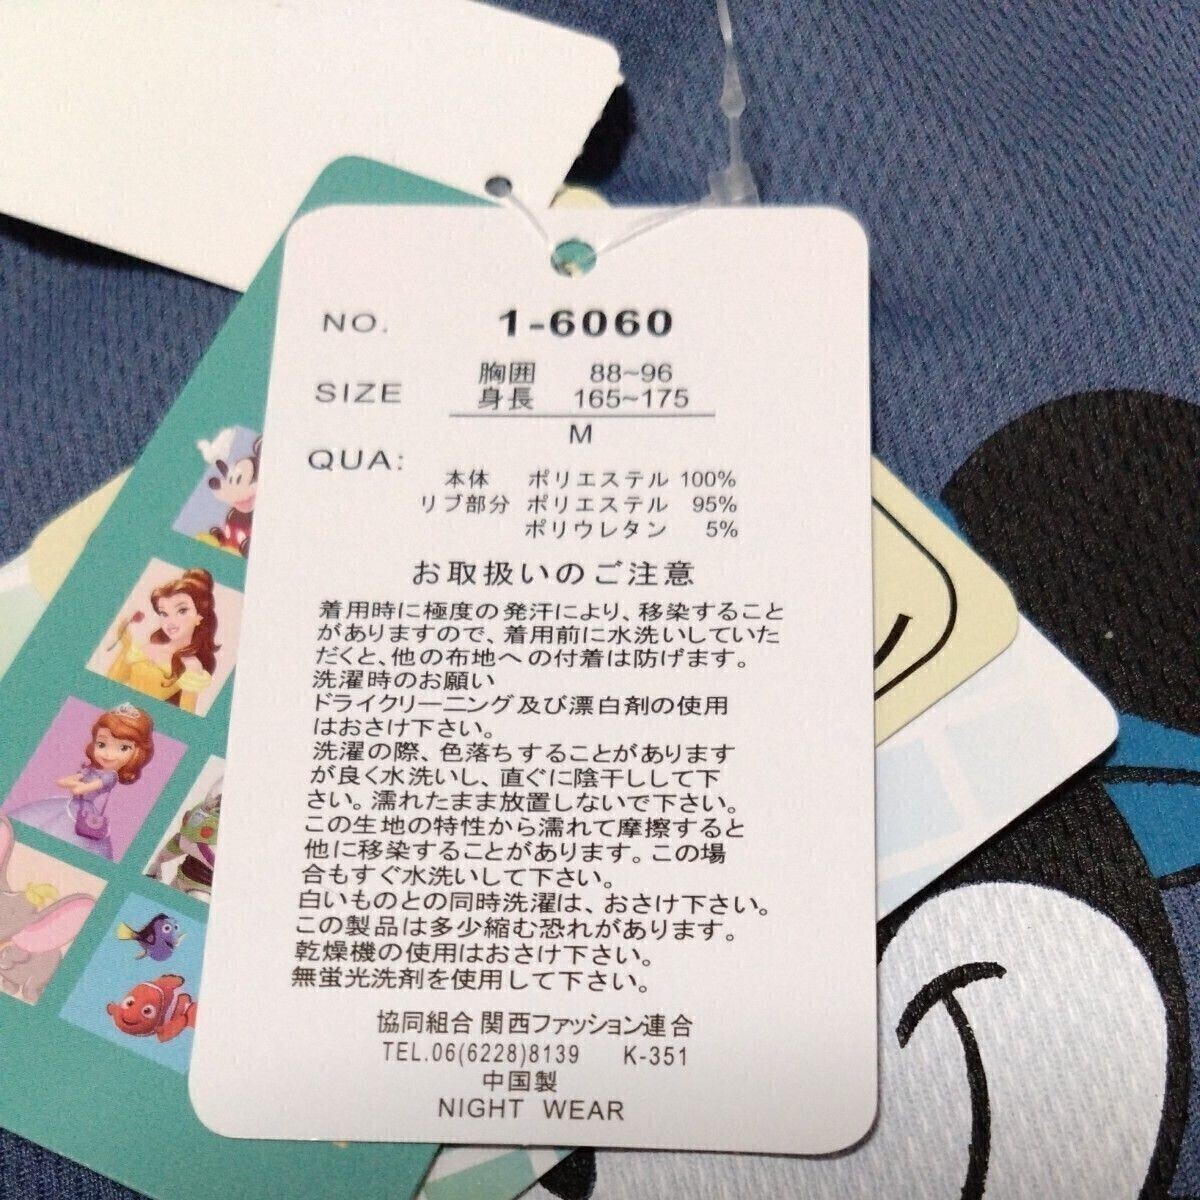 NO. 1-6060
SIZE 胸囲 88~96
身長 165~175
M
QUA:
本体 ポリエステル 100%
リブ部分 ポリエステル 95%
ポリウレタン 5%
お取扱いのご注意
着用時に極度の発汗により、移染すること
がありますので、着用前に水洗いしていた
だくと、他の布地への付着は防げます。
洗濯時のお願い
ドライクリーニング及び漂白剤の使用
はおさけ下さい。
洗濯の際、色落ちすることがあります
が良く水洗いし、直ぐに陰干しして下
さい。濡れたまま放置しないで下さい。
この生地の特性から濡れて摩擦すると
他に移染することがあります。この場
合もすぐ水洗いして下さい。
白いものとの同時洗濯は、おさけ下さい。
この製品は多少縮む恐れがあります。
乾燥機の使用はおさけ下さい。
無蛍光洗剤を使用して下さい。
協同組合 関西ファッション連合
TEL.06(6228)8139 K-351
中国製
NIGHT WEAR